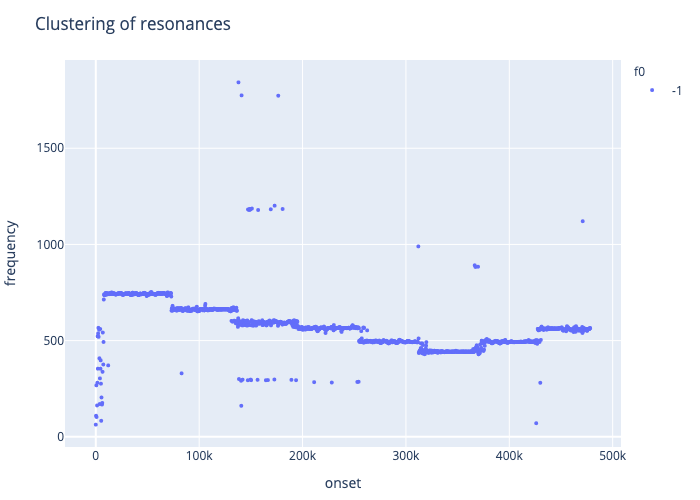 Clustering of resonances
f0
-1
1500
1000
500
0
frequency
0
100k
200k
300k
400k
500k
onset